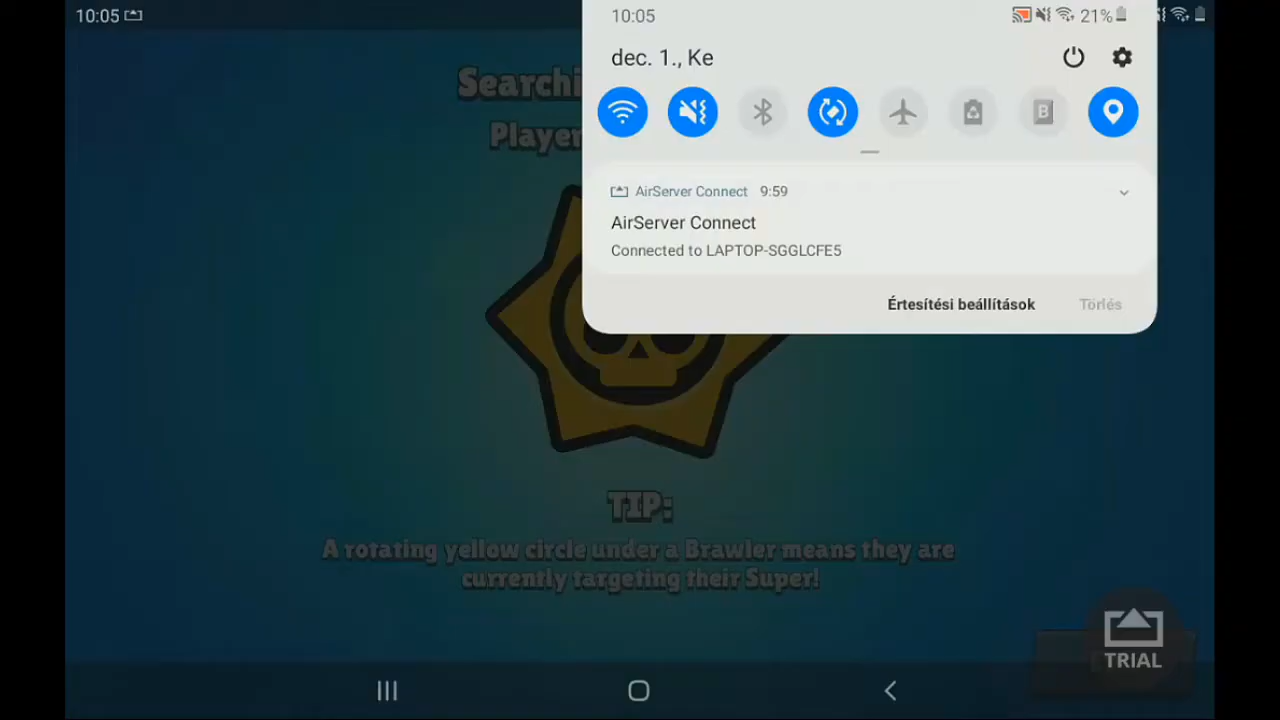 10:05
10:05
21%
dec. 1., Ke
AirServer Connect 9:59
AirServer Connect
Connected to LAPTOP-SGGLCFE5
Értesítési beállítások Törlés
TIP:
A rotating yellow circle under a Brawler means they are
currently targeting their Super!
TRIAL